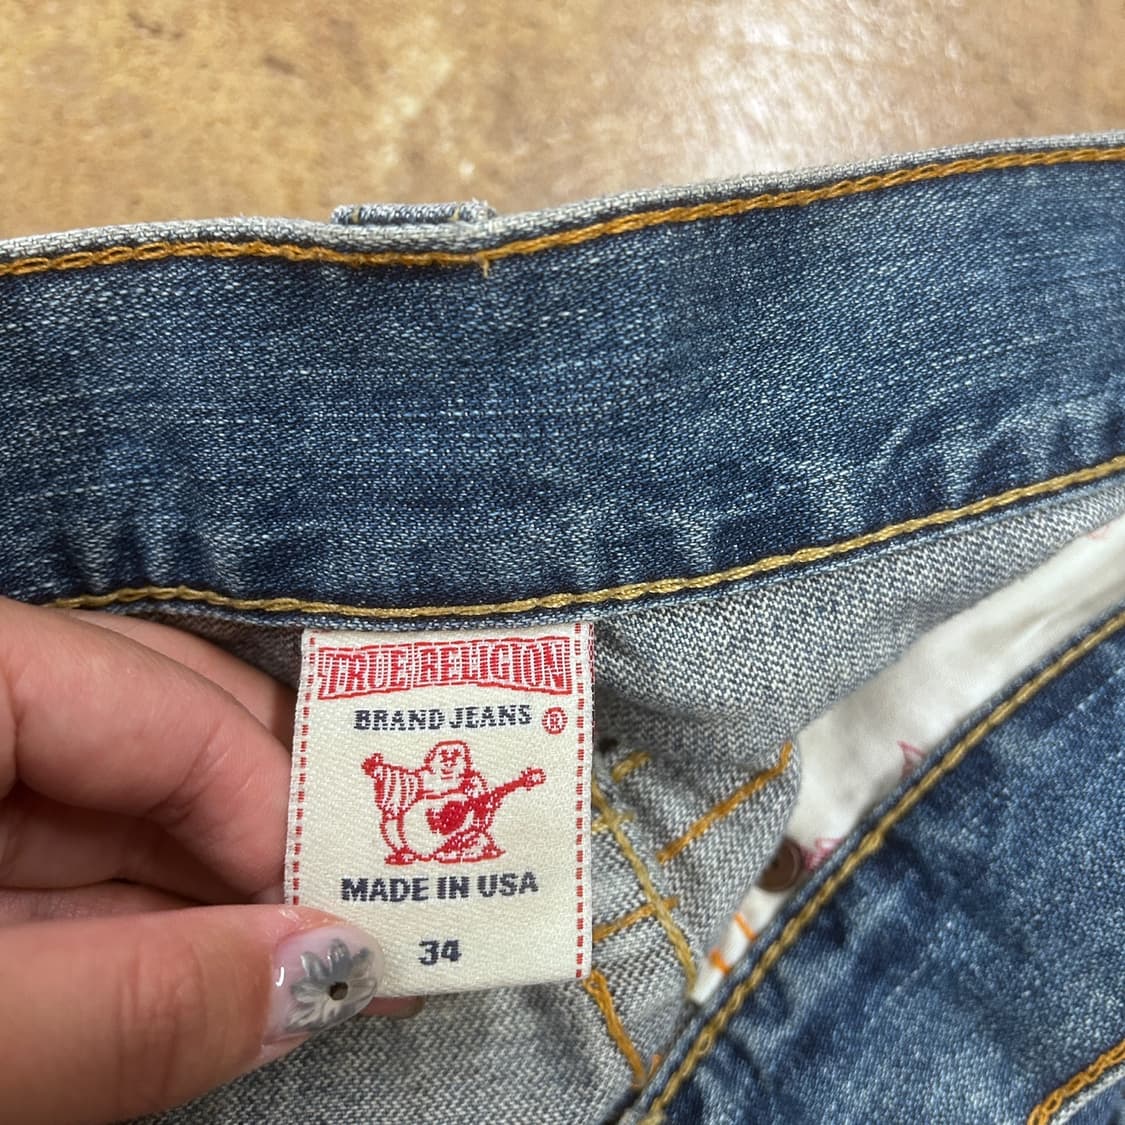 TRUE RELIGION
BRAND JEANS ®
MADE IN USA
34